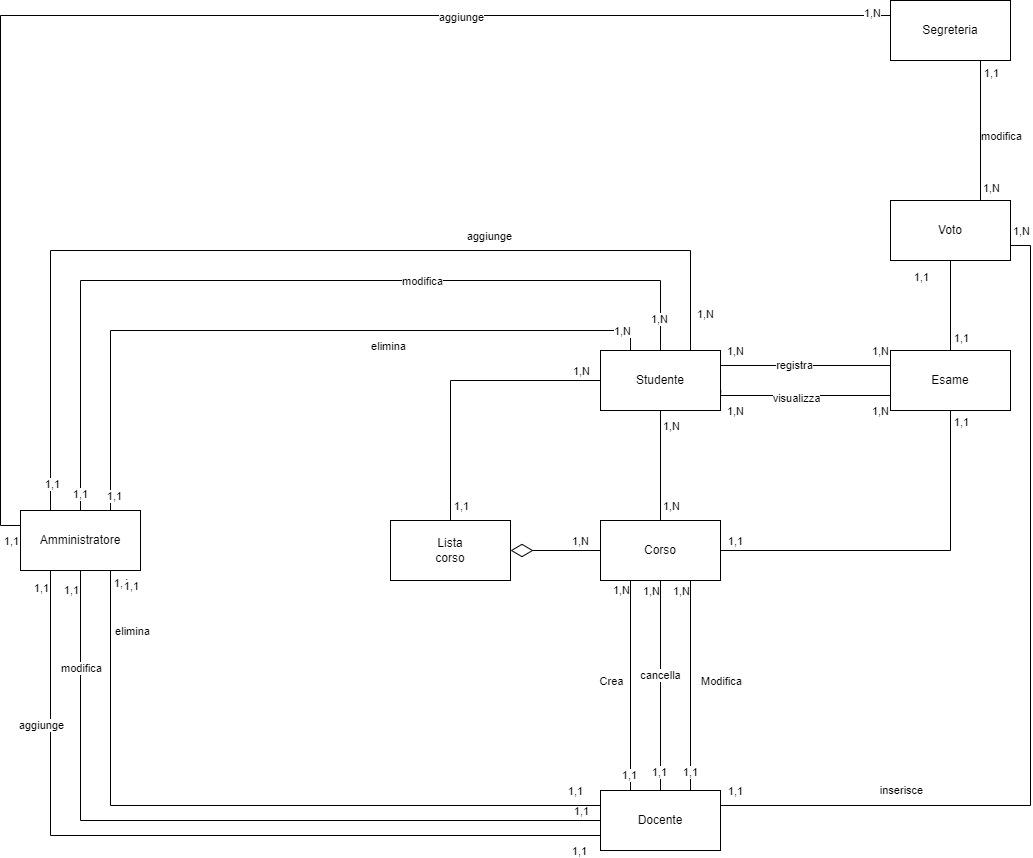 aggiunge
1,N
Segreteria
1,1
modifica
1,N
Voto
1,N
aggiunge
1,1
modifica
1,N
1,N
1,N
elimina
1,1
1,N
registra
1,N
1,N
Studente
Esame
visualizza
1,N
1,N
1,N
1,1
1,1
1,1
1,1
1,1
1,N
1,1
Amministratore
Lista
corso
1,N
Corso
1,1
1,1
1,1
1,1
1,N
1,N
1,N
elimina
modifica
Crea
cancella
Modifica
aggiunge
1,1
1,1
1,1
1,1
1,1
inserisce
1,1
Docente
1,1